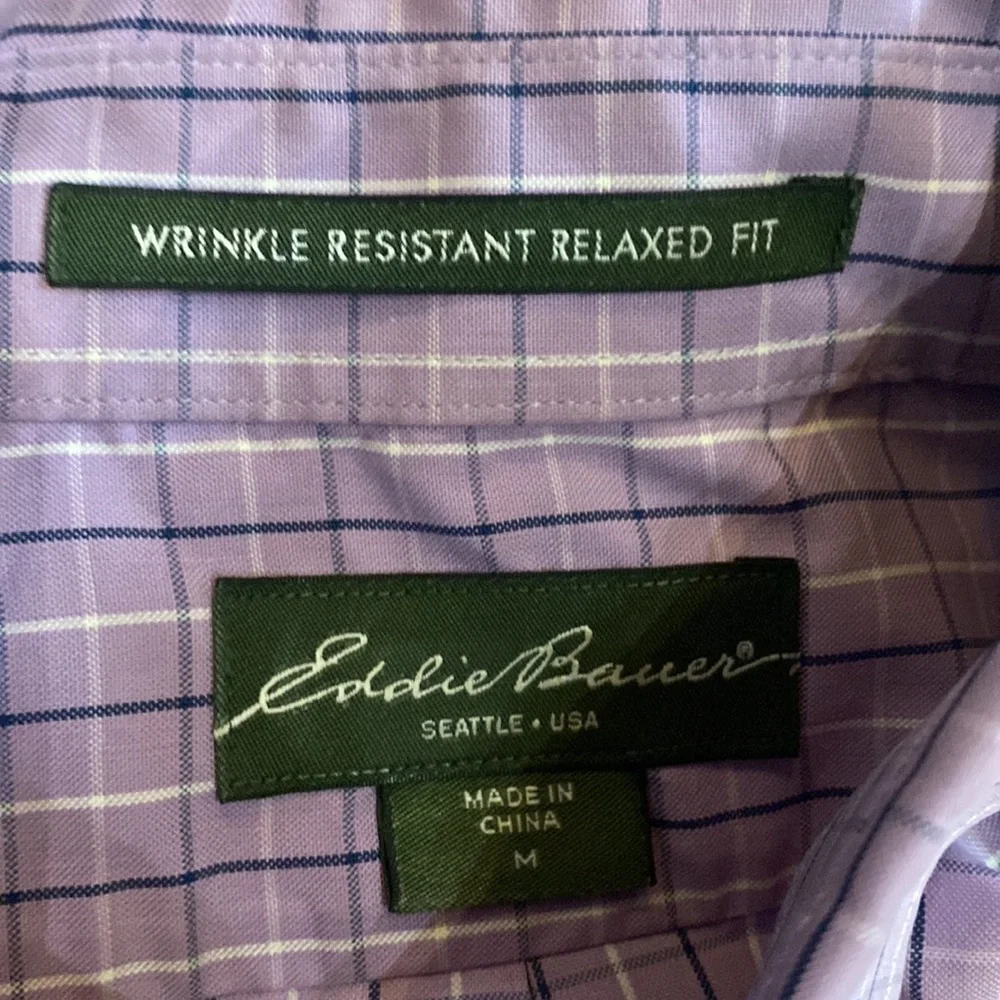 WRINKLE RESISTANT RELAXED FIT
Eddie Bauer®
SEATTLE • USA
MADE IN
CHINA
M